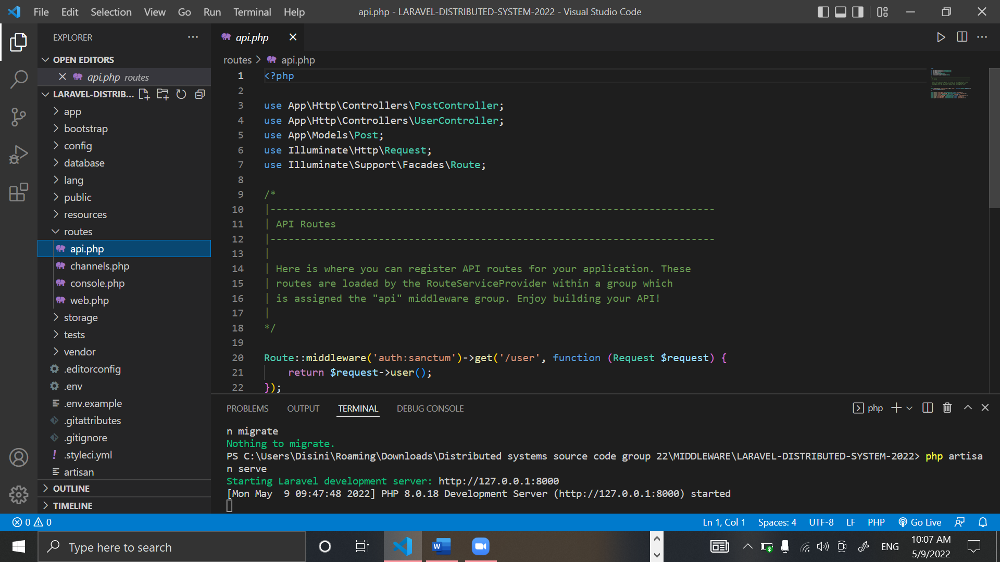 File Edit Selection View Go Run Terminal Help
api.php - LARAVEL-DISTRIBUTED-SYSTEM-2022 - Visual Studio Code
EXPLORER
OPEN EDITORS
api.php routes
LARAVEL-DISTRIB...
app
bootstrap
config
database
lang
public
resources
routes
api.php
channels.php
console.php
web.php
storage
tests
vendor
.editorconfig
.env
.env.example
.gitattributes
.gitignore
.styleci.yml
artisan
OUTLINE
TIMELINE
api.php
routes > api.php
1 <?php
2
3 use App\Http\Controllers\PostController;
4 use App\Http\Controllers\UserController;
5 use App\Models\Post;
6 use Illuminate\Http\Request;
7 use Illuminate\Support\Facades\Route;
8
9 /*
10 |--------------------------------------------------------------------------
11 | API Routes
12 |--------------------------------------------------------------------------
13 |
14 | Here is where you can register API routes for your application. These
15 | routes are loaded by the RouteServiceProvider within a group which
16 | is assigned the "api" middleware group. Enjoy building your API!
17 |
18 */
19
20 Route::middleware('auth:sanctum')->get('/user', function (Request $request) {
21 return $request->user();
22 });
PROBLEMS OUTPUT TERMINAL DEBUG CONSOLE
php
n migrate
Nothing to migrate.
PS C:\Users\Disini\Roaming\Downloads\Distributed systems source code group 22\MIDDLEWARE\LARAVEL-DISTRIBUTED-SYSTEM-2022> php artisa
n serve
Starting Laravel development server: http://127.0.0.1:8000
[Mon May  9 09:47:48 2022] PHP 8.0.18 Development Server (http://127.0.0.1:8000) started
0 0
Ln 1, Col 1 Spaces: 4 UTF-8 LF PHP Go Live
Type here to search
W
ENG
10:07 AM
5/9/2022